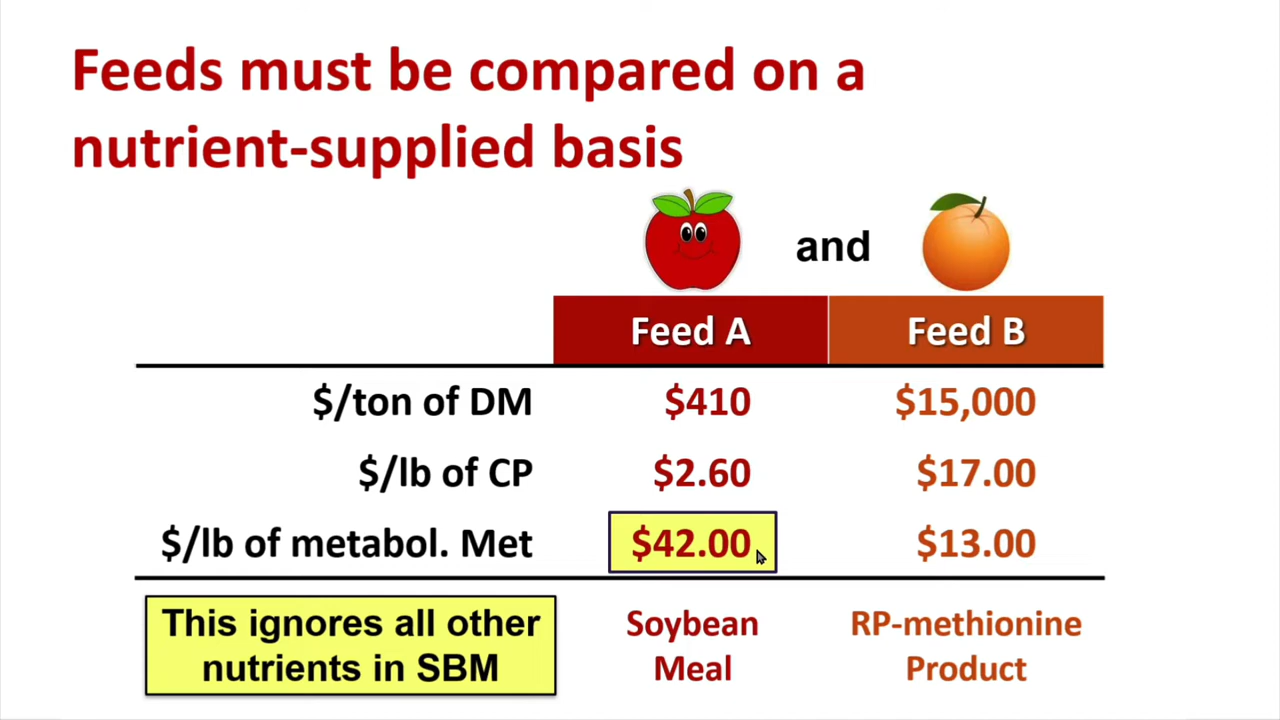 Feeds must be compared on a
nutrient-supplied basis
and
Feed A Feed B
$/ton of DM $410 $15,000
$/lb of CP $2.60 $17.00
$/lb of metabol. Met $42.00 $13.00
This ignores all other
nutrients in SBM
Soybean
Meal
RP-methionine
Product